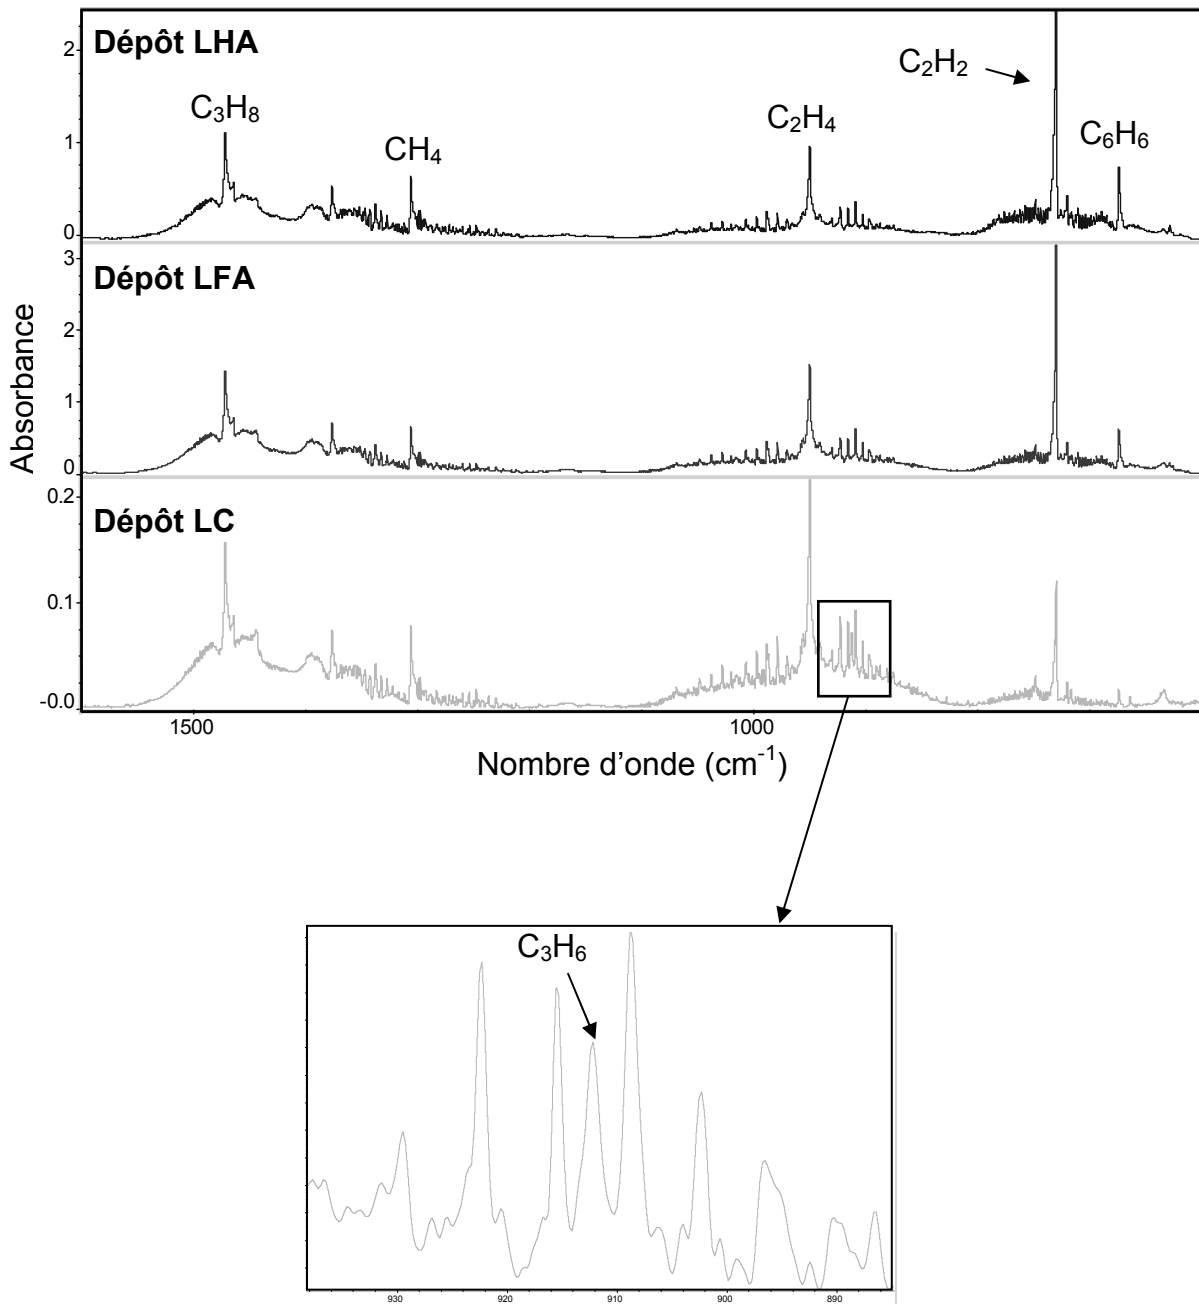 Dépôt LHA
C₂H₂
C₃H₈
CH₄
C₂H₄
C₆H₆
2
1
0
Dépôt LFA
3
2
1
0
Absorbance
Dépôt LC
0.2
0.1
-0.0
1500
1000
Nombre d’onde (cm⁻¹)
C₃H₆
930
920
910
900
890